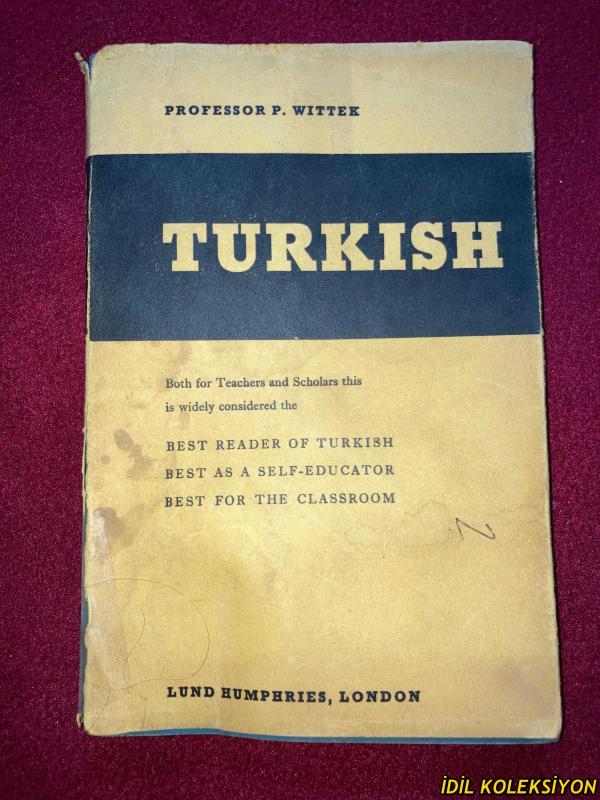 PROFESSOR P. WITTEK
TURKISH
Both for Teachers and Scholars this
is widely considered the
BEST READER OF TURKISH
BEST AS A SELF-EDUCATOR
BEST FOR THE CLASSROOM
LUND HUMPHRIES, LONDON
İDİL KOLEKSİYON